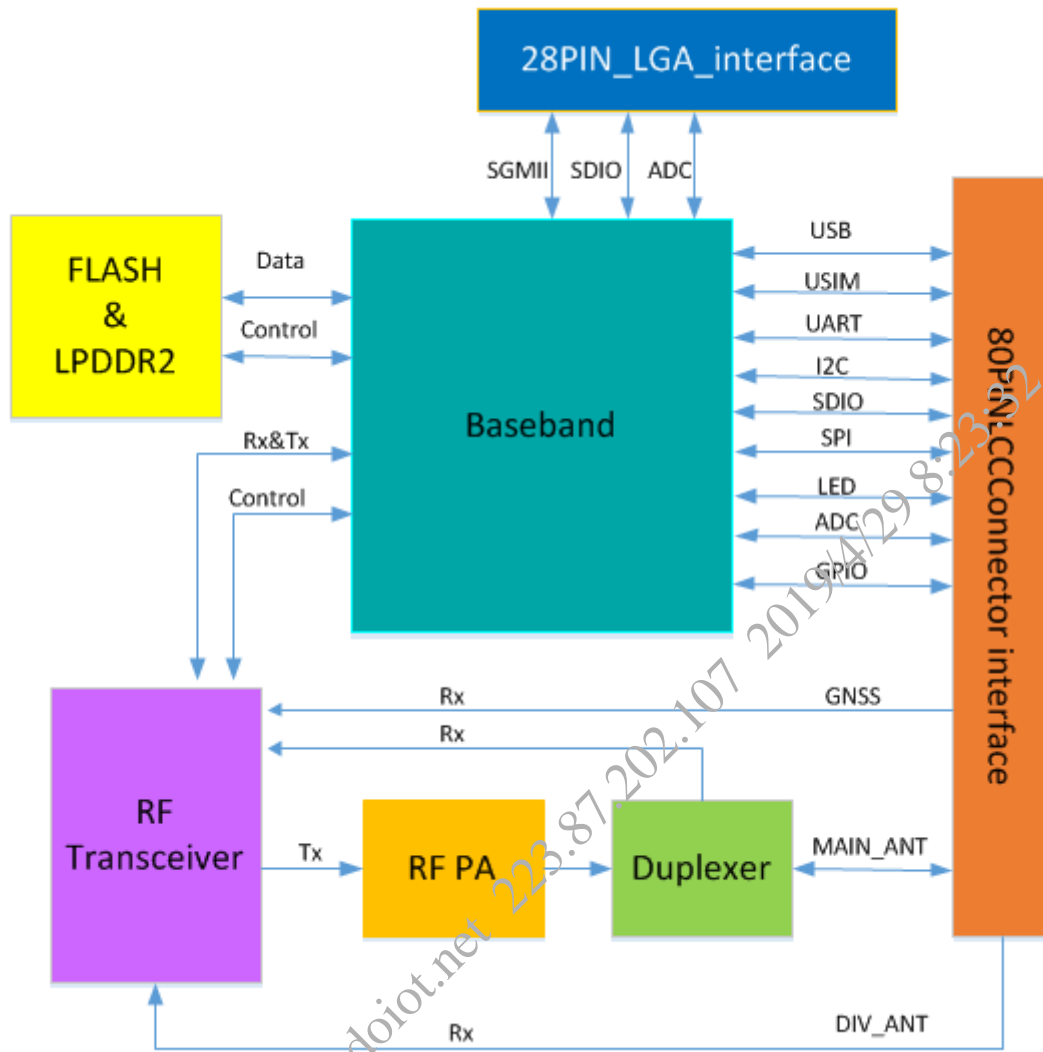 28PIN_LGA_interface
SGMII
SDIO
ADC
FLASH
&
LPDDR2
Data
Control
Rx&Tx
Control
Baseband
USB
USIM
UART
I2C
SDIO
SPI
LED
ADC
GPIO
80PINLCCConnector interface
Rx
GNSS
Rx
RF
Transceiver
Tx
RF PA
Duplexer
MAIN_ANT
Rx
DIV_ANT
doiot.net 223.87.202.107 2019/4/29 8:23:32